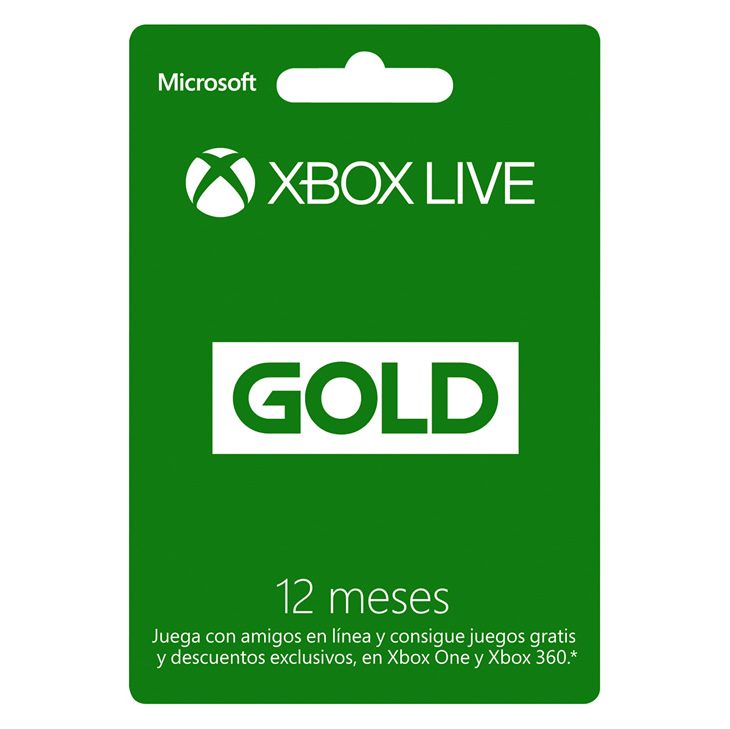 Microsoft
XBOX LIVE
GOLD
12 meses
Juega con amigos en línea y consigue juegos gratis
y descuentos exclusivos, en Xbox One y Xbox 360.*